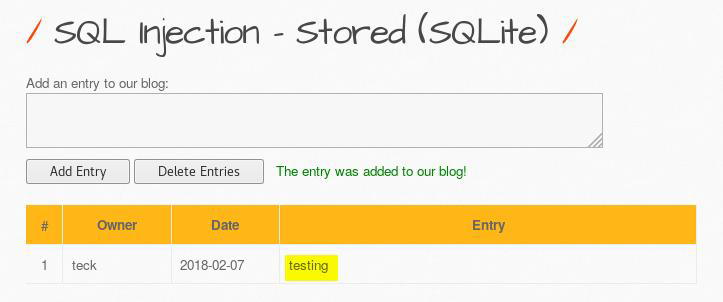 / SQL Injection - Stored (SQLite) /
Add an entry to our blog:
Add Entry Delete Entries The entry was added to our blog!
# Owner Date Entry
1 teck 2018-02-07 testing